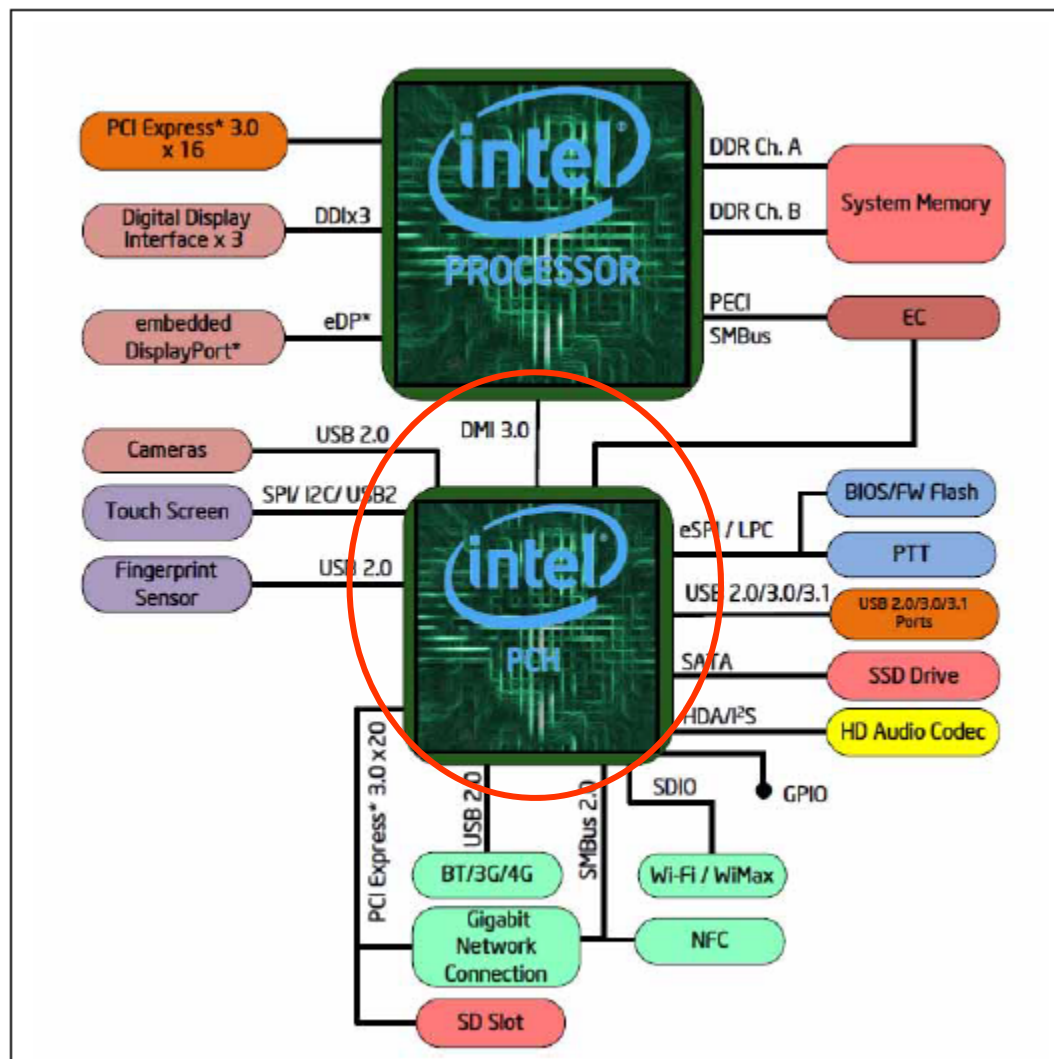 PCI Express* 3.0
x 16
Digital Display
Interface x 3
DDIx3
embedded
DisplayPort*
eDP*
intel®
PROCESSOR
DDR Ch. A
DDR Ch. B
System Memory
PECI
SMBus
EC
DMI 3.0
Cameras
USB 2.0
Touch Screen
SPI/ I2C/ USB2
Fingerprint
Sensor
USB 2.0
intel®
PCH
eSPI / LPC
BIOS/FW Flash
PTT
USB 2.0/3.0/3.1
USB 2.0/3.0/3.1
Ports
SATA
SSD Drive
HDA/I²S
HD Audio Codec
GPIO
SDIO
PCI Express* 3.0 x20
USB 2.0
SMBus 2.0
BT/3G/4G
Wi-Fi / WiMax
Gigabit
Network
Connection
NFC
SD Slot